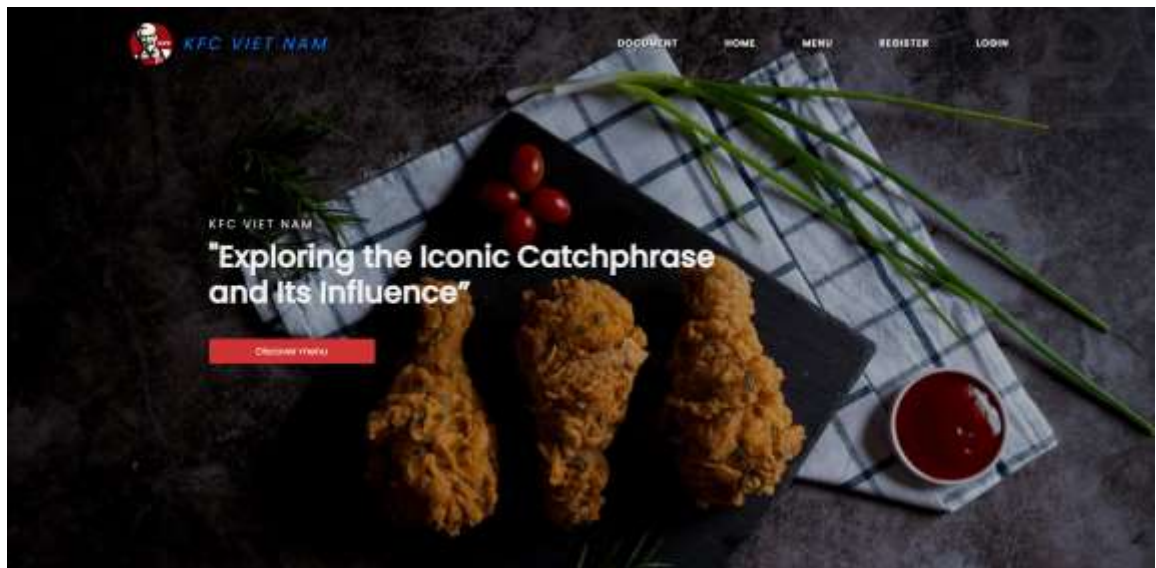 KFC VIET NAM
DOCUMENT
HOME
MENU
REGISTER
LOGIN
KFC VIET NAM
"Exploring the Iconic Catchphrase
and Its Influence”
Discover menu